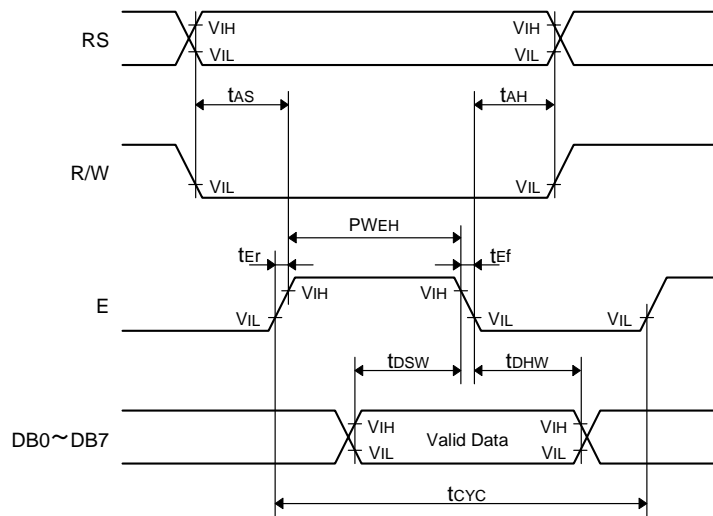 RS
VIH
VIH
VIL
VIL
tAS
tAH
R/W
VIL
VIL
PWEH
tEr
tEf
E
VIH
VIH
VIL
VIL
VIL
tDSW
tDHW
DB0～DB7
VIH
VIH
Valid Data
VIL
VIL
tCYC